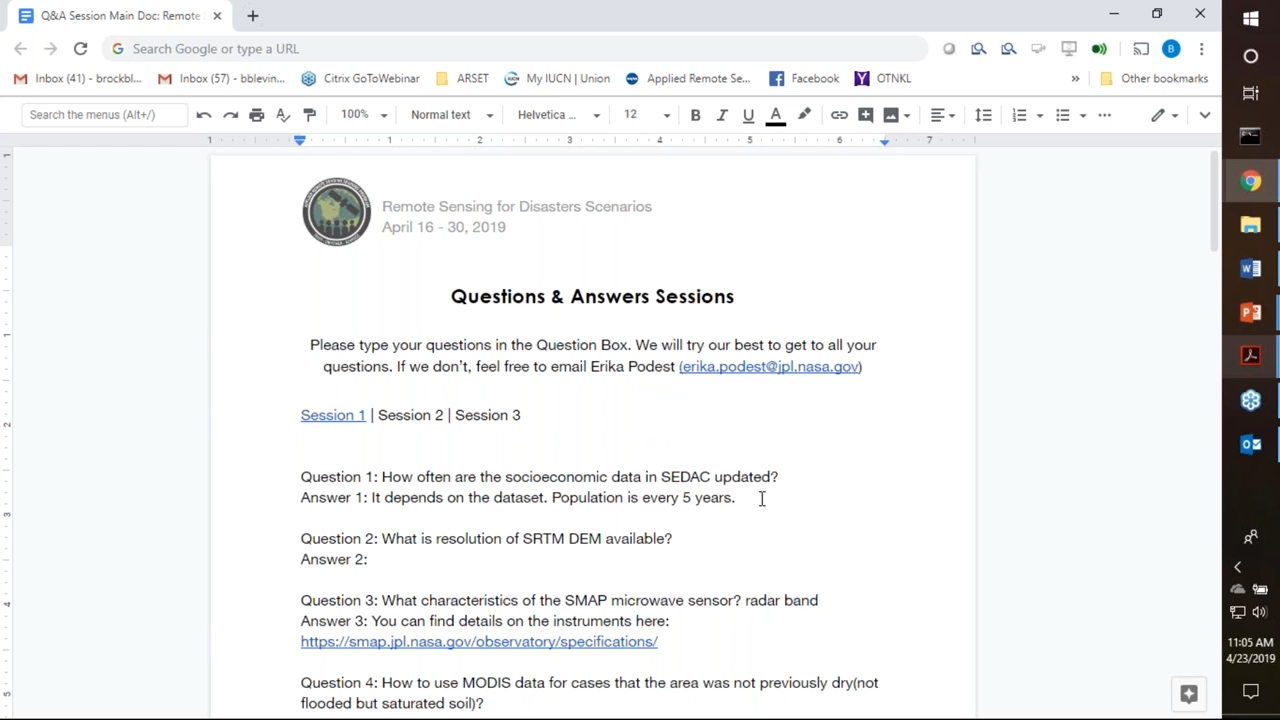 Q&A Session Main Doc: Remote
Search Google or type a URL
Inbox (41) - brockbl...
Inbox (57) - bblevin...
Citrix GoToWebinar
ARSET
My IUCN | Union
Applied Remote Se...
Facebook
OTNKL
»
Other bookmarks
Search the menus (Alt+/)
100%
Normal text
Helvetica ...
12
B I U A
1 1 2 3 4 5 6 7
Remote Sensing for Disasters Scenarios
April 16 - 30, 2019
Questions & Answers Sessions
Please type your questions in the Question Box. We will try our best to get to all your
questions. If we don't, feel free to email Erika Podest (erika.podest@jpl.nasa.gov)
Session 1 | Session 2 | Session 3
Question 1: How often are the socioeconomic data in SEDAC updated?
Answer 1: It depends on the dataset. Population is every 5 years.
Question 2: What is resolution of SRTM DEM available?
Answer 2:
Question 3: What characteristics of the SMAP microwave sensor? radar band
Answer 3: You can find details on the instruments here:
https://smap.jpl.nasa.gov/observatory/specifications/
Question 4: How to use MODIS data for cases that the area was not previously dry(not
flooded but saturated soil)?
11:05 AM
4/23/2019